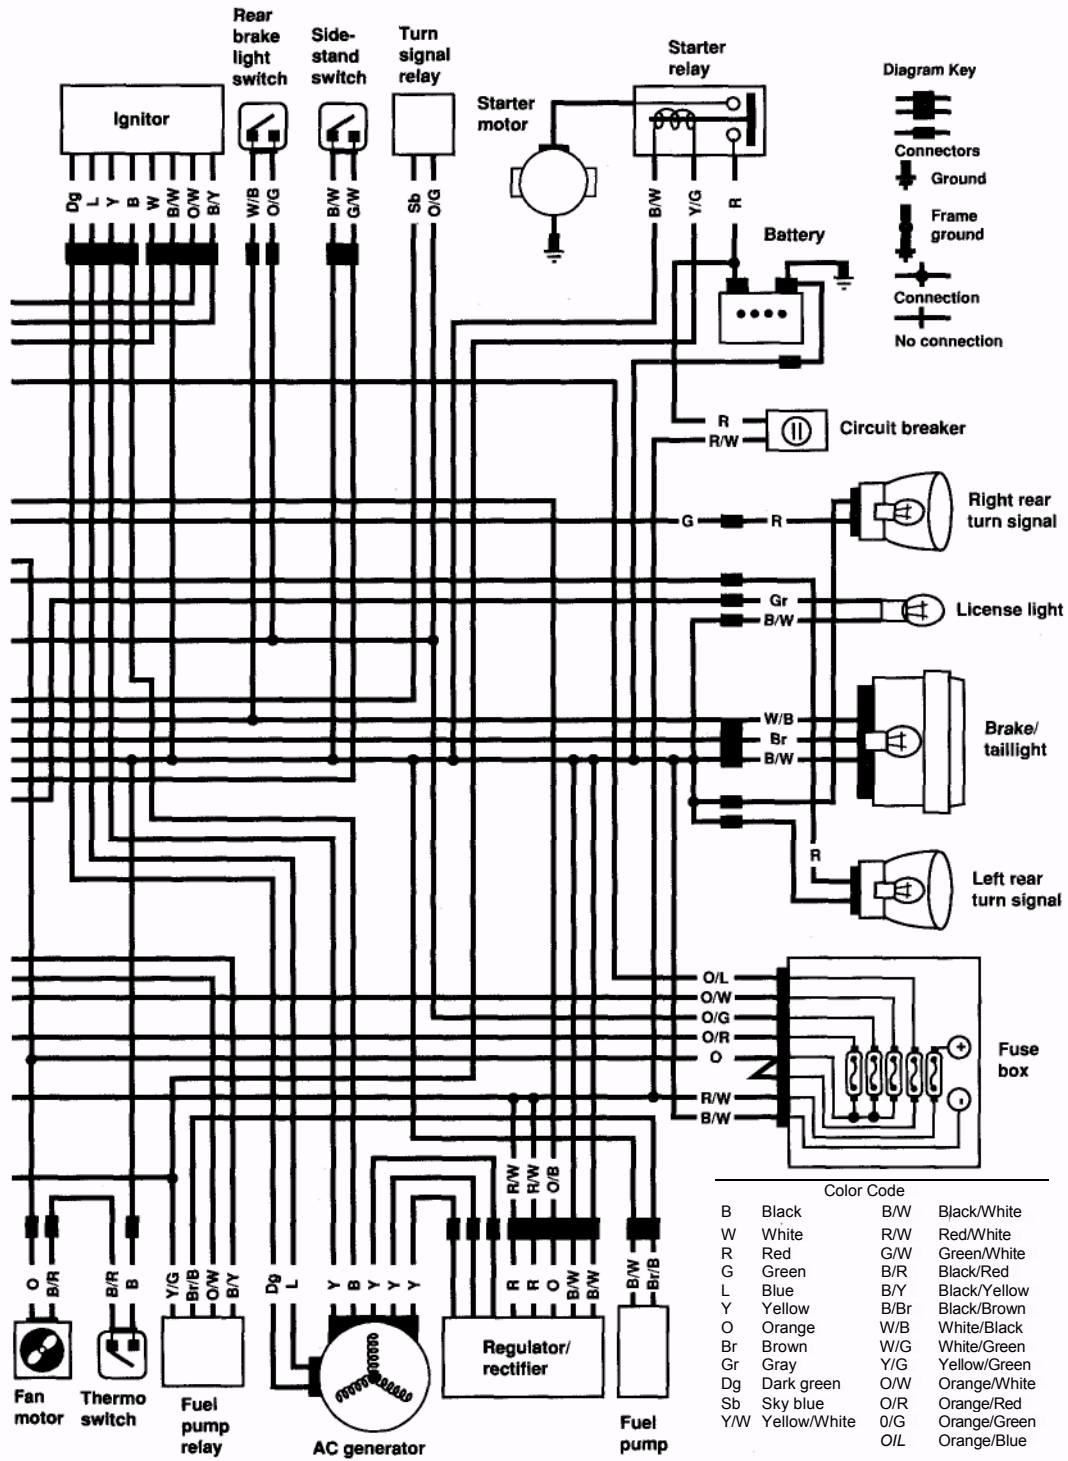 Rear
brake
light
switch
Side-
stand
switch
Turn
signal
relay
Starter
relay
Diagram Key
Ignitor
Starter
motor
Connectors
Ground
Dg
L
Y
B
W
B/W
O/W
B/Y
W/B
O/G
B/W
G/W
Sb
O/G
B/W
Y/G
R
Frame
ground
Battery
Connection
No connection
R
R/W
Circuit breaker
Right rear
turn signal
G
R
Gr
B/W
License light
W/B
Br
B/W
Brake/
taillight
R
Left rear
turn signal
O/L
O/W
O/G
O/R
O
R/W
B/W
+
-
Fuse
box
R/W
R/W
O/B
O
B/R
B/R
B
Y/G
Br/B
O/W
B/Y
Dg
L
Y
B
Y
Y
Y
R
R
O
B/W
B/W
B/W
Br/B
Regulator/
rectifier
Fan
motor
Thermo
switch
Fuel
pump
relay
AC generator
Fuel
pump
Color Code
B Black B/W Black/White
W White R/W Red/White
R Red G/W Green/White
G Green B/R Black/Red
L Blue B/Y Black/Yellow
Y Yellow B/Br Black/Brown
O Orange W/B White/Black
Br Brown W/G White/Green
Gr Gray Y/G Yellow/Green
Dg Dark green O/W Orange/White
Sb Sky blue O/R Orange/Red
Y/W Yellow/White 0/G Orange/Green
OIL Orange/Blue